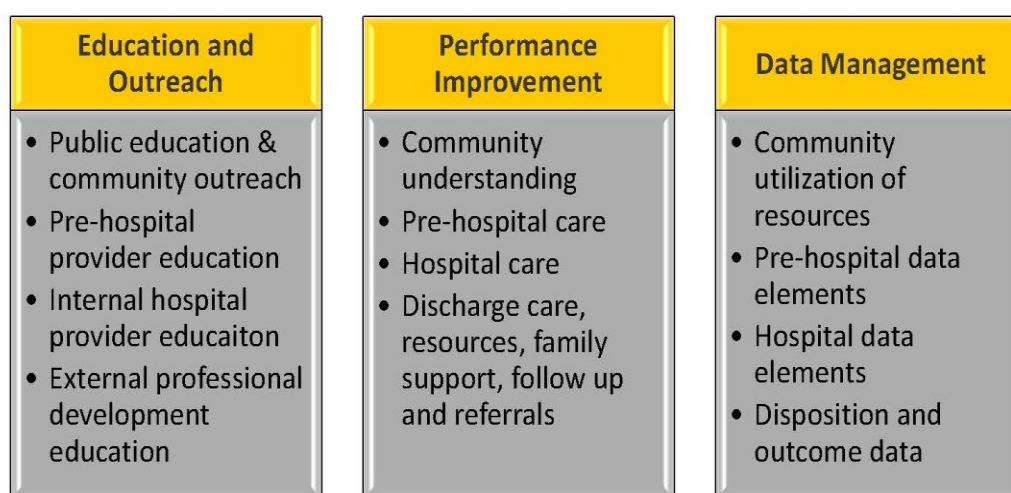 Education and
Outreach
• Public education &
community outreach
• Pre-hospital
provider education
• Internal hospital
provider educaiton
• External professional
development
education
Performance
Improvement
• Community
understanding
• Pre-hospital care
• Hospital care
• Discharge care,
resources, family
support, follow up
and referrals
Data Management
• Community
utilization of
resources
• Pre-hospital data
elements
• Hospital data
elements
• Disposition and
outcome data